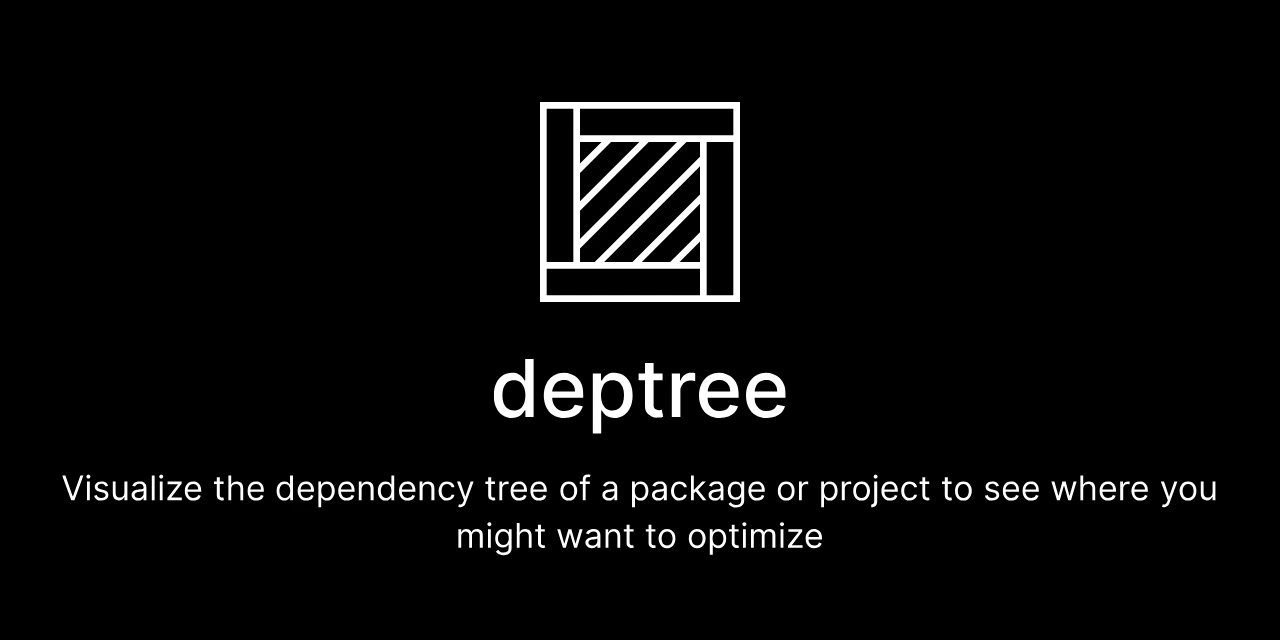 deptree
Visualize the dependency tree of a package or project to see where you
might want to optimize